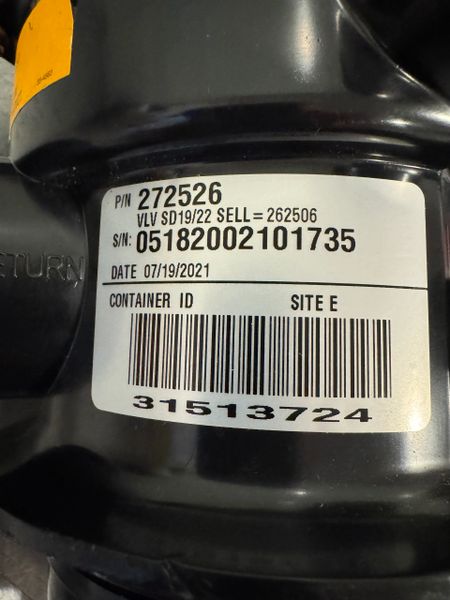 P/N 272526
VLV SD19/22 SELL=262506
S/N: 05182002101735
DATE 07/19/2021
CONTAINER ID SITE E
31513724
ETURN